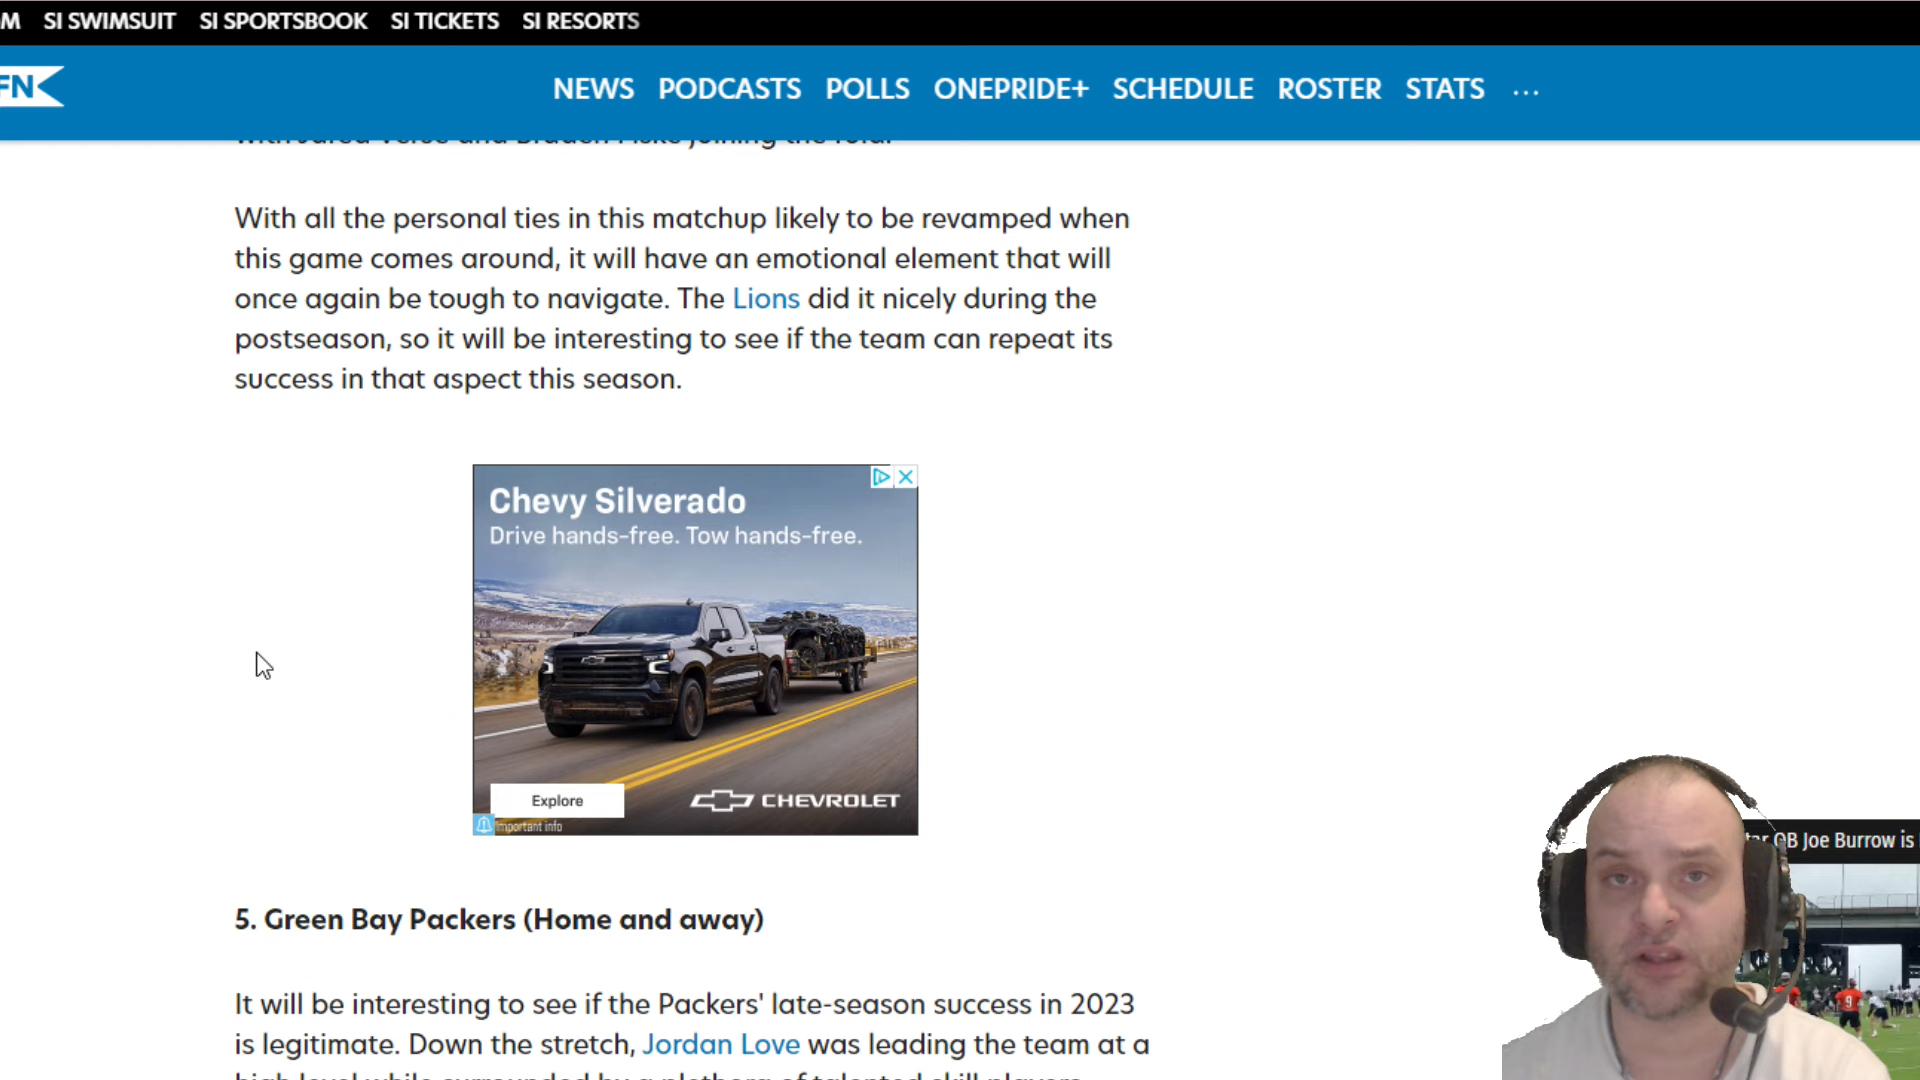 SI SWIMSUIT SI SPORTSBOOK SI TICKETS SI RESORTS
FN
NEWS PODCASTS POLLS ONEPRIDE+ SCHEDULE ROSTER STATS ...
With all the personal ties in this matchup likely to be revamped when
this game comes around, it will have an emotional element that will
once again be tough to navigate. The Lions did it nicely during the
postseason, so it will be interesting to see if the team can repeat its
success in that aspect this season.
Chevy Silverado
Drive hands-free. Tow hands-free.
Explore
CHEVROLET
Important info
QB Joe Burrow is
9
5. Green Bay Packers (Home and away)
It will be interesting to see if the Packers' late-season success in 2023
is legitimate. Down the stretch, Jordan Love was leading the team at a